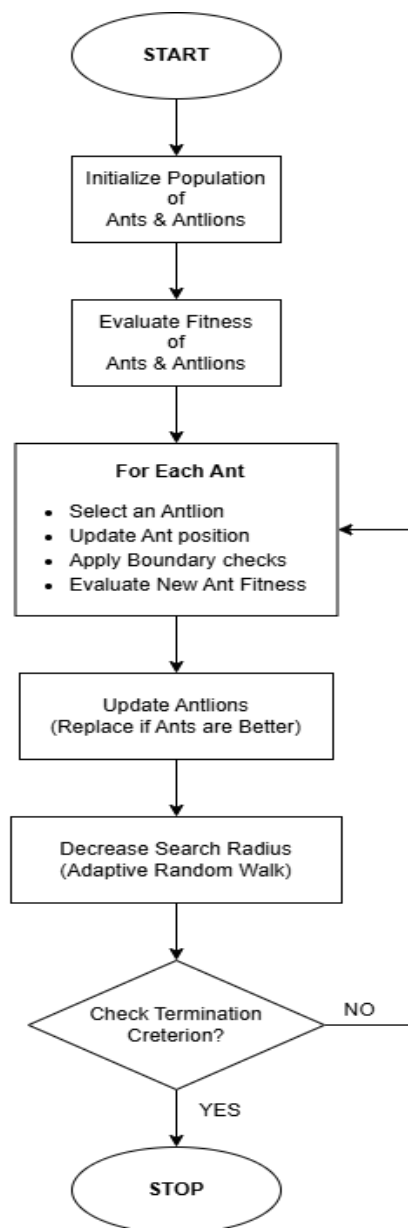 START
Initialize Population
of
Ants & Antlions
Evaluate Fitness
of
Ants & Antlions
For Each Ant
• Select an Antlion
• Update Ant position
• Apply Boundary checks
• Evaluate New Ant Fitness
Update Antlions
(Replace if Ants are Better)
Decrease Search Radius
(Adaptive Random Walk)
Check Termination
Creterion?
NO
YES
STOP